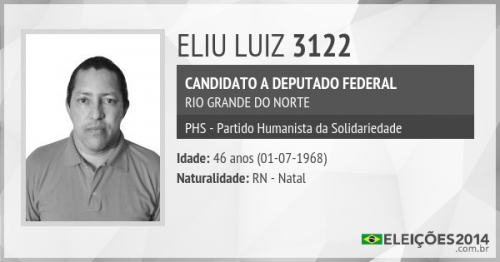 ELIU LUIZ 3122
CANDIDATO A DEPUTADO FEDERAL
RIO GRANDE DO NORTE
PHS - Partido Humanista da Solidariedade
Idade: 46 anos (01-07-1968)
Naturalidade: RN - Natal
ELEIÇÕES2014
.com.br